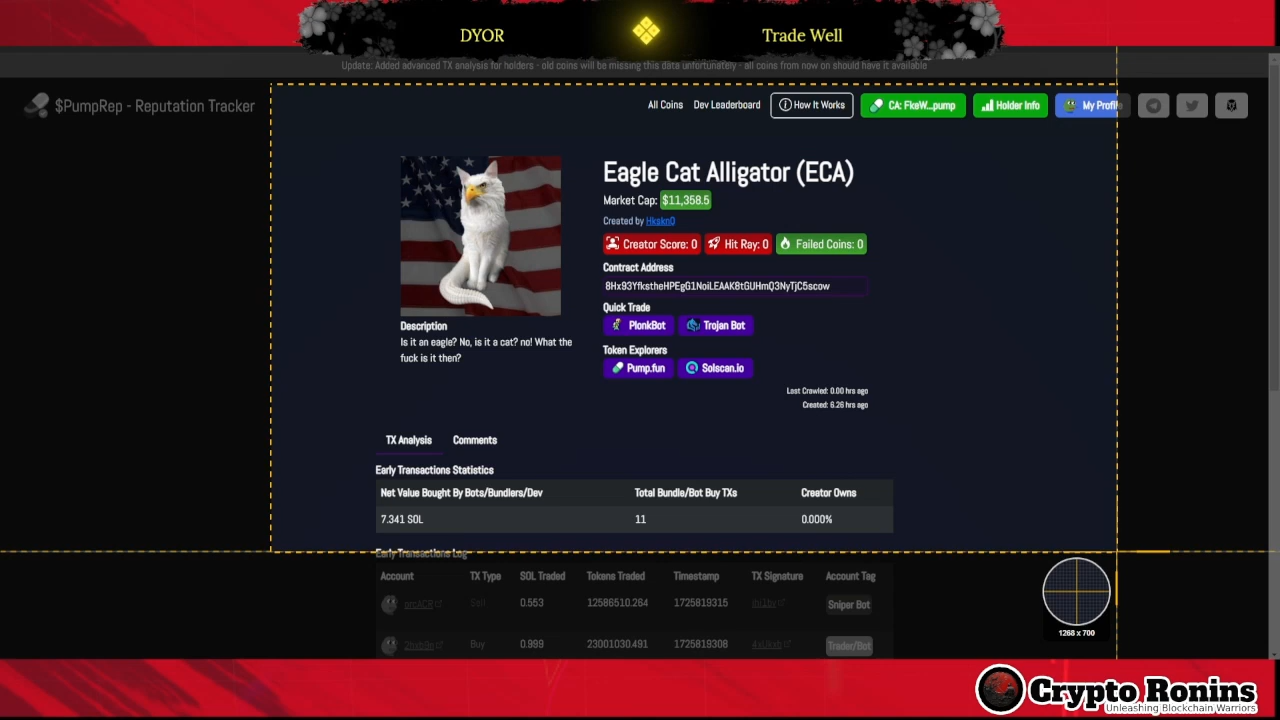 DYOR
Trade Well
Update: Added advanced TX analysis for holders - old coins will be missing this data unfortunately - all coins from now on should have it available
$PumpRep - Reputation Tracker
All Coins
Dev Leaderboard
How It Works
CA: FkeW...pump
Holder Info
My Profile
Eagle Cat Alligator (ECA)
Market Cap: $11,358.5
Created by Hkskn0
Creator Score: 0
Hit Ray: 0
Failed Coins: 0
Contract Address
8Hx93YfkstheHPEgG1NoiLEAAK8tGUHmQ3NyTjC5scow
Quick Trade
PlonkBot
Trojan Bot
Description
Is it an eagle? No, is it a cat? no! What the
fuck is it then?
Token Explorers
Pump.fun
Solscan.io
Last Crawled: 0.00 hrs ago
Created: 6.26 hrs ago
TX Analysis
Comments
Early Transactions Statistics
Net Value Bought By Bots/Bundlers/Dev
Total Bundle/Bot Buy TXs
Creator Owns
7.341 SOL
11
0.000%
Early Transactions Log
Account
TX Type
SOL Traded
Tokens Traded
Timestamp
TX Signature
Account Tag
Sell
0.553
12586510.264
1725819315
Sniper Bot
Buy
0.999
23001030.491
1725819308
Trader/Bot
1268 x 700
Crypto Ronins
Unleashing Blockchain Warriors